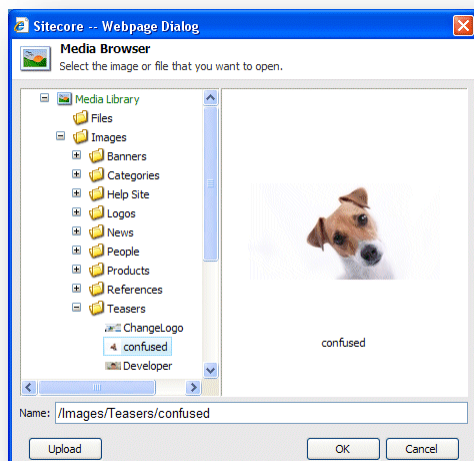 Sitecore -- Webpage Dialog
Media Browser
Select the image or file that you want to open.
Media Library
Files
Images
Banners
Categories
Help Site
Logos
News
People
Products
References
Teasers
ChangeLogo
confused
Developer
confused
Name: /Images/Teasers/confused
Upload OK Cancel